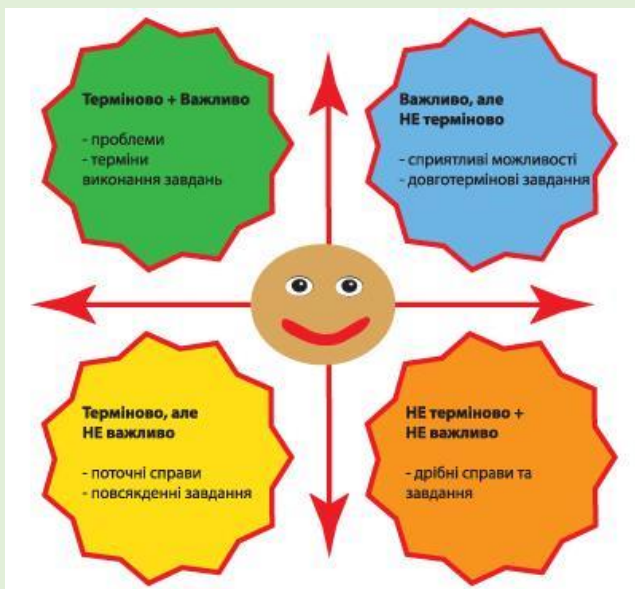 Терміново + Важливо
- проблеми
- терміни
виконання завдань
Важливо, але
НЕ терміново
- сприятливі можливості
- довготермінові завдання
Терміново, але
НЕ важливо
- поточні справи
- повсякденні завдання
НЕ терміново +
НЕ важливо
- дрібні справи та
завдання